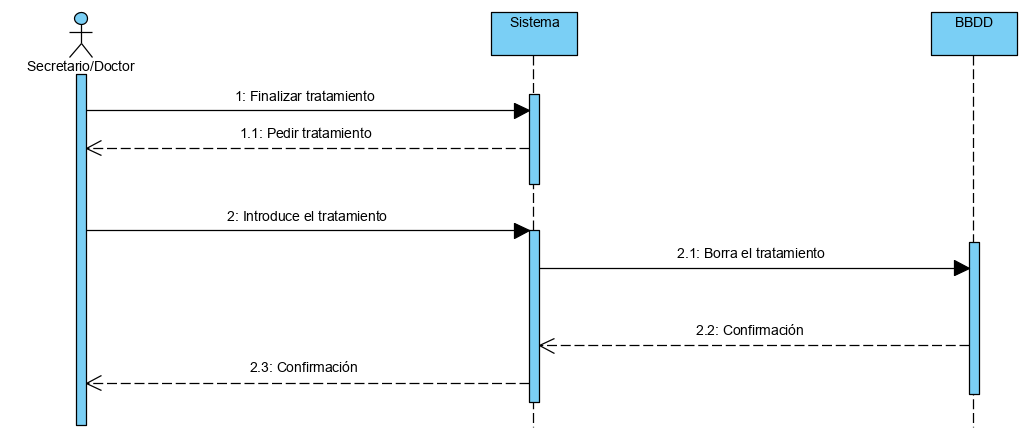 Sistema
BBDD
Secretario/Doctor
1: Finalizar tratamiento
1.1: Pedir tratamiento
2: Introduce el tratamiento
2.1: Borra el tratamiento
2.2: Confirmación
2.3: Confirmación